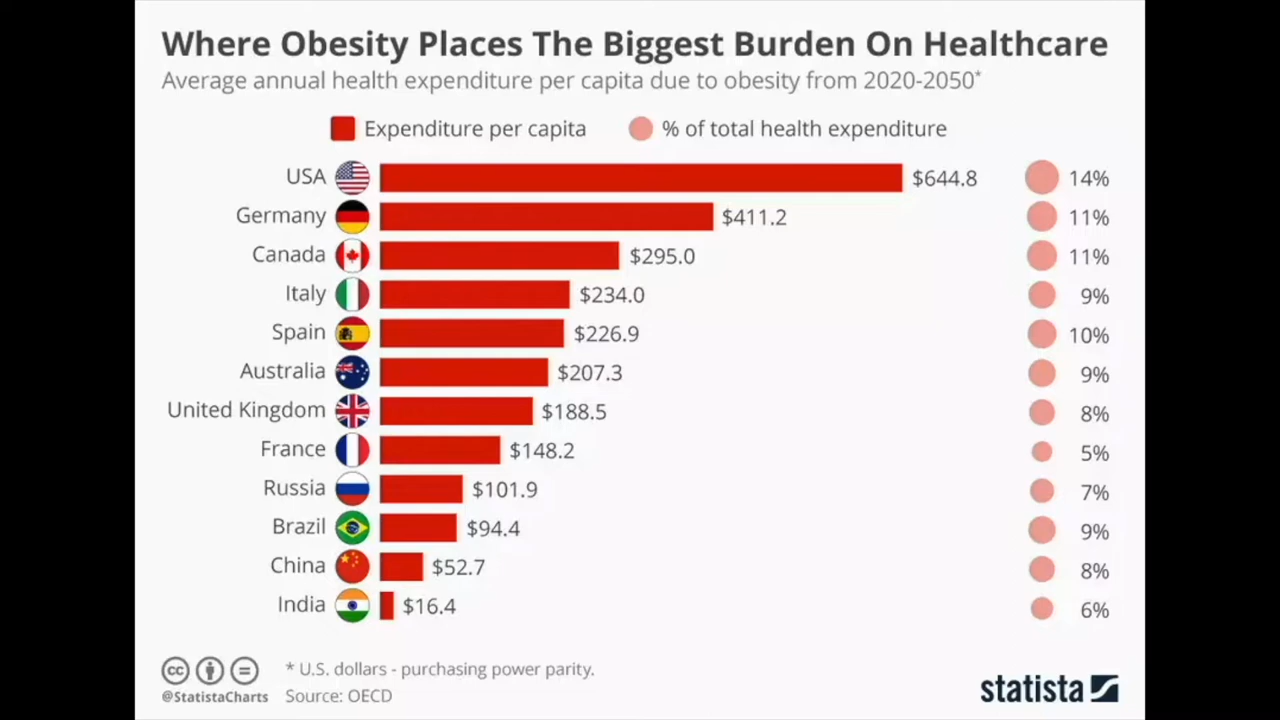 Where Obesity Places The Biggest Burden On Healthcare
Average annual health expenditure per capita due to obesity from 2020-2050*
Expenditure per capita % of total health expenditure
USA $644.8 14%
Germany $411.2 11%
Canada $295.0 11%
Italy $234.0 9%
Spain $226.9 10%
Australia $207.3 9%
United Kingdom $188.5 8%
France $148.2 5%
Russia $101.9 7%
Brazil $94.4 9%
China $52.7 8%
India $16.4 6%
cc
* U.S. dollars - purchasing power parity.
@StatistaCharts Source: OECD
statista